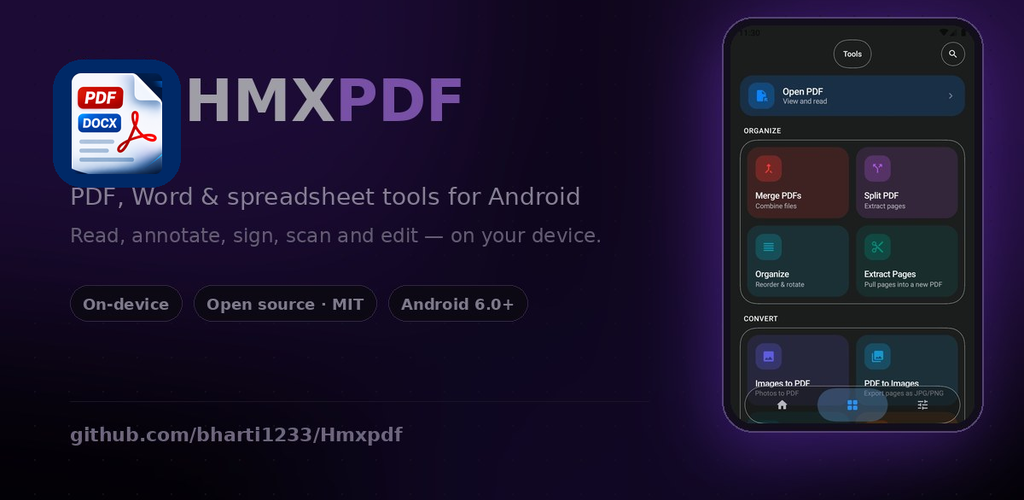 PDF
DOCX
HMXPDF
PDF, Word & spreadsheet tools for Android
Read, annotate, sign, scan and edit — on your device.
On-device
Open source · MIT
Android 6.0+
github.com/bharti1233/Hmxpdf
11:30
Tools
Open PDF
View and read
ORGANIZE
Merge PDFs
Combine files
Split PDF
Extract pages
Organize
Reorder & rotate
Extract Pages
Pull pages into a new PDF
CONVERT
Images to PDF
Photos to PDF
PDF to Images
Export pages as JPG/PNG